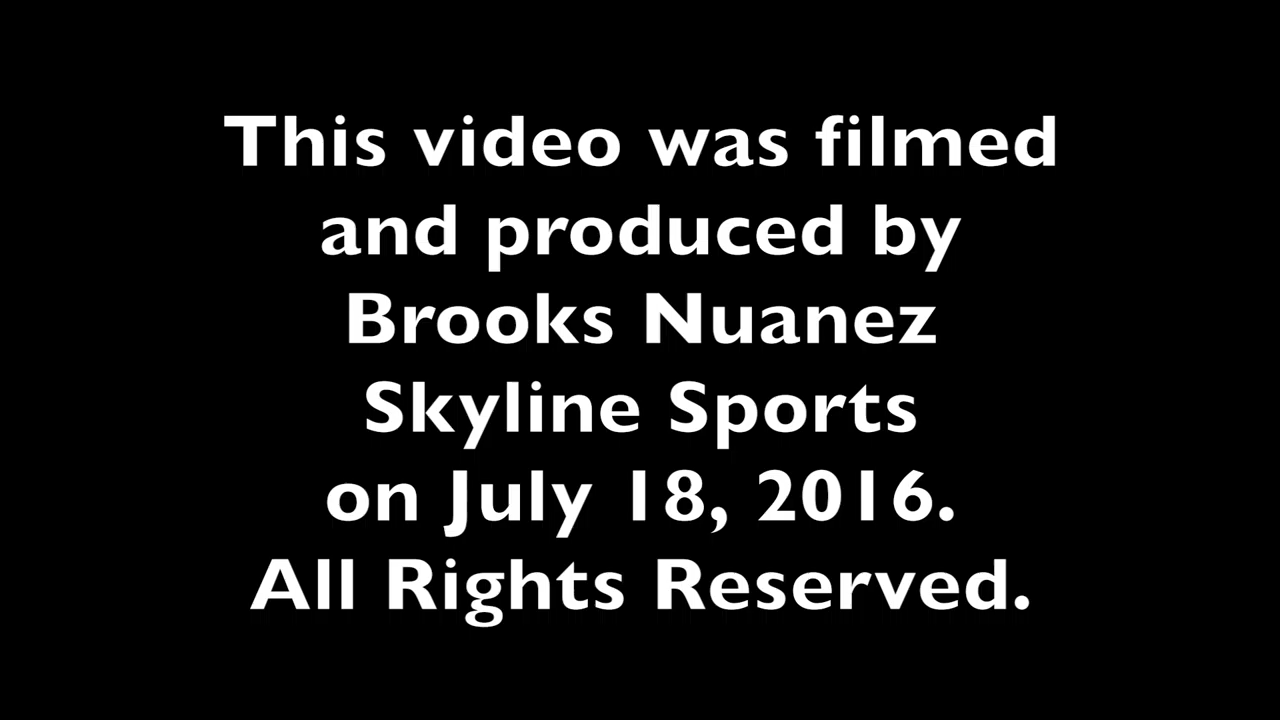 This video was filmed
and produced by
Brooks Nuanez
Skyline Sports
on July 18, 2016.
All Rights Reserved.